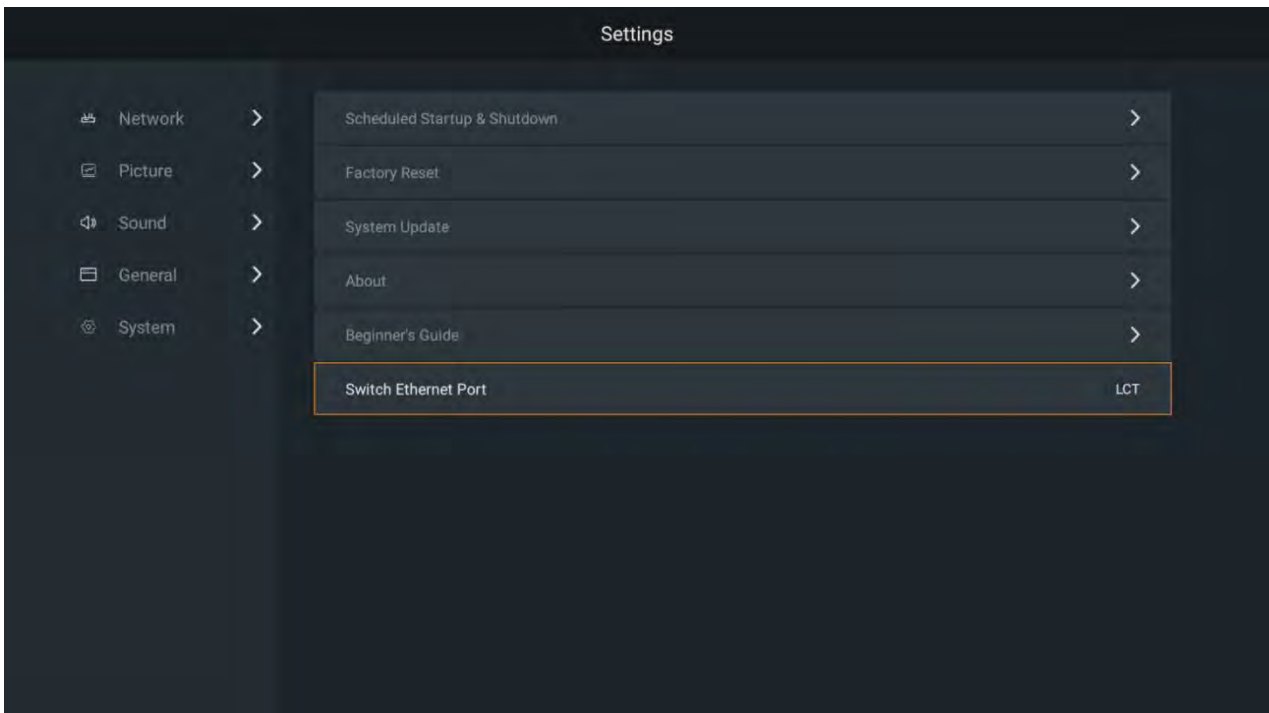 Settings
Network
Picture
Sound
General
System
Scheduled Startup & Shutdown
Factory Reset
System Update
About
Beginner's Guide
Switch Ethernet Port LCT